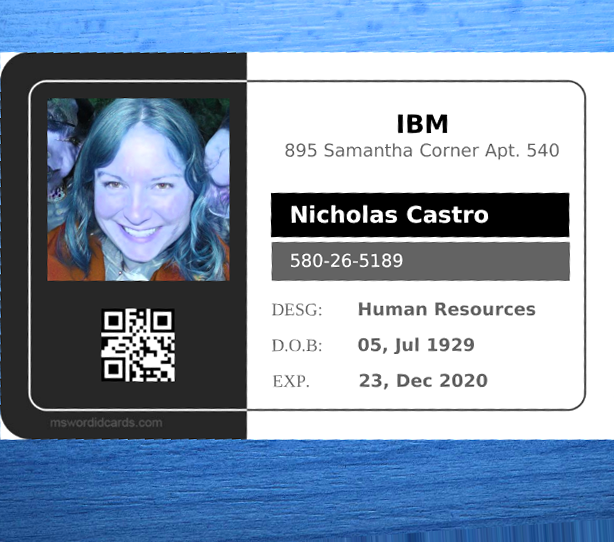 IBM
895 Samantha Corner Apt. 540
Nicholas Castro
580-26-5189
DESG: Human Resources
D.O.B: 05, Jul 1929
EXP. 23, Dec 2020
mswordidcards.com